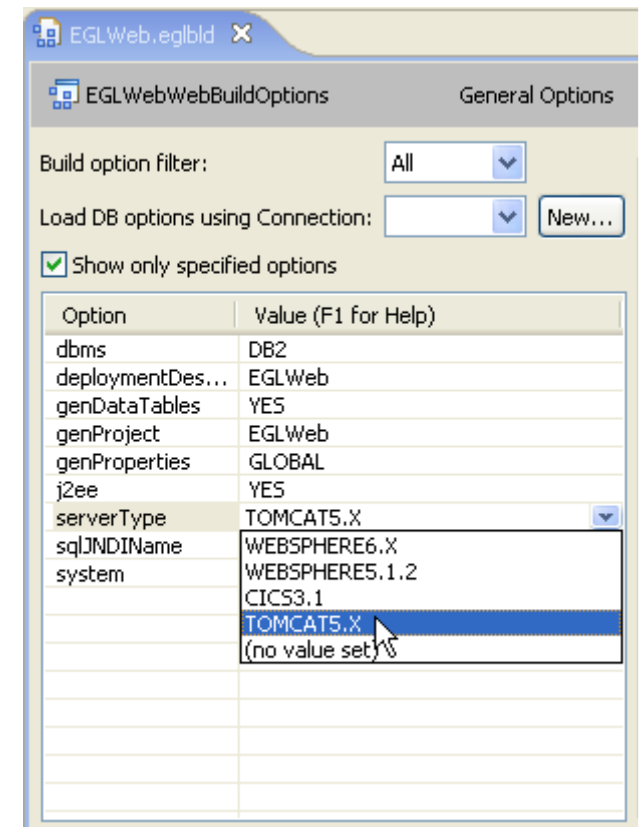 EGLWeb.eglbld
EGLWebWebBuildOptions General Options
Build option filter: All
Load DB options using Connection: New...
Show only specified options
Option Value (F1 for Help)
dbms DB2
deploymentDes... EGLWeb
genDataTables YES
genProject EGLWeb
genProperties GLOBAL
j2ee YES
serverType TOMCAT5.X
sqlJNDIName WEBSPHERE6.X
system WEBSPHERE5.1.2
CICS3.1
TOMCAT5.X
(no value set)